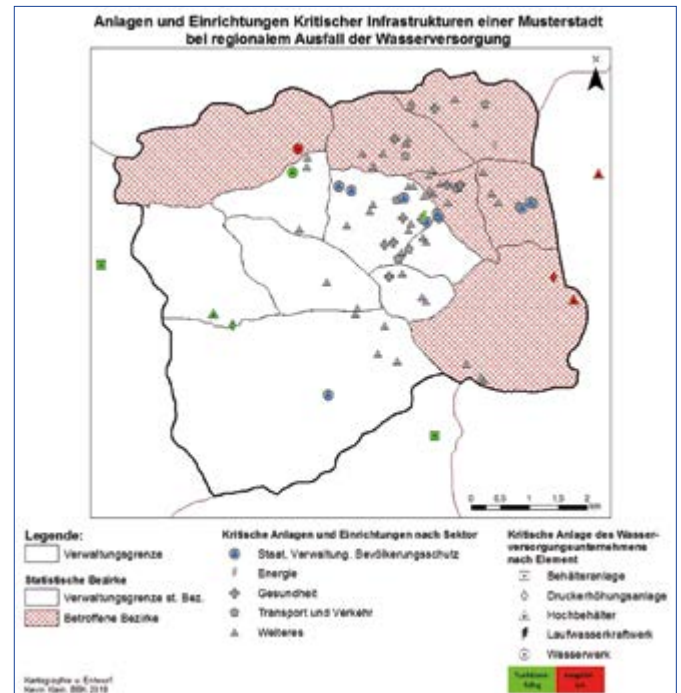 Anlagen und Einrichtungen Kritischer Infrastrukturen einer Musterstadt
bei regionalem Ausfall der Wasserversorgung
N
0 0,5 1 1,5 2
km
Legende:
Verwaltungsgrenze
Statistische Bezirke
Verwaltungsgrenze st. Bez.
Betroffene Bezirke
Kritische Anlagen und Einrichtungen nach Sektor
Staat, Verwaltung, Bevölkerungsschutz
Energie
Gesundheit
Transport und Verkehr
Weiteres
Kritische Anlage des Wasser-
versorgungsunternehmens
nach Element
Behälteranlage
Druckerhöhungsanlage
Hochbehälter
Laufwasserkraftwerk
Wasserwerk
Kartographie u. Entwurf
BBK 2018